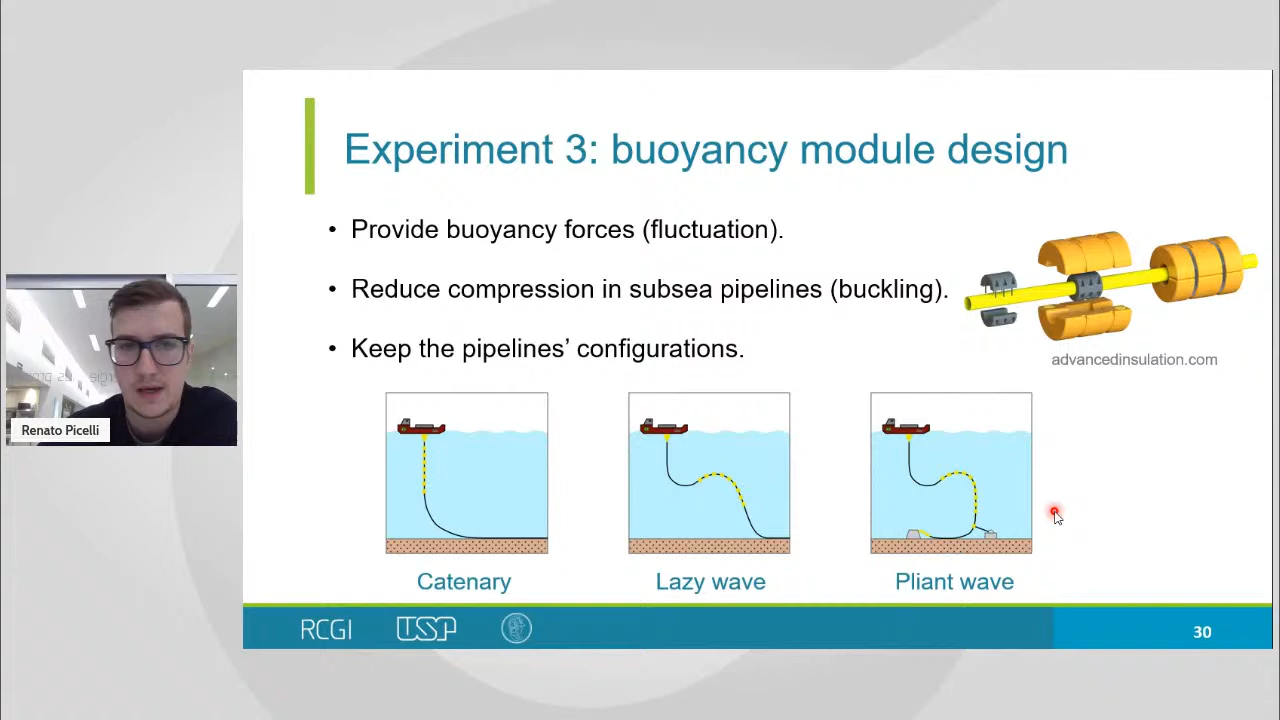 Experiment 3: buoyancy module design
• Provide buoyancy forces (fluctuation).
• Reduce compression in subsea pipelines (buckling).
• Keep the pipelines’ configurations.
advancedinsulation.com
Renato Picelli
Catenary
Lazy wave
Pliant wave
RCGI
USP
30